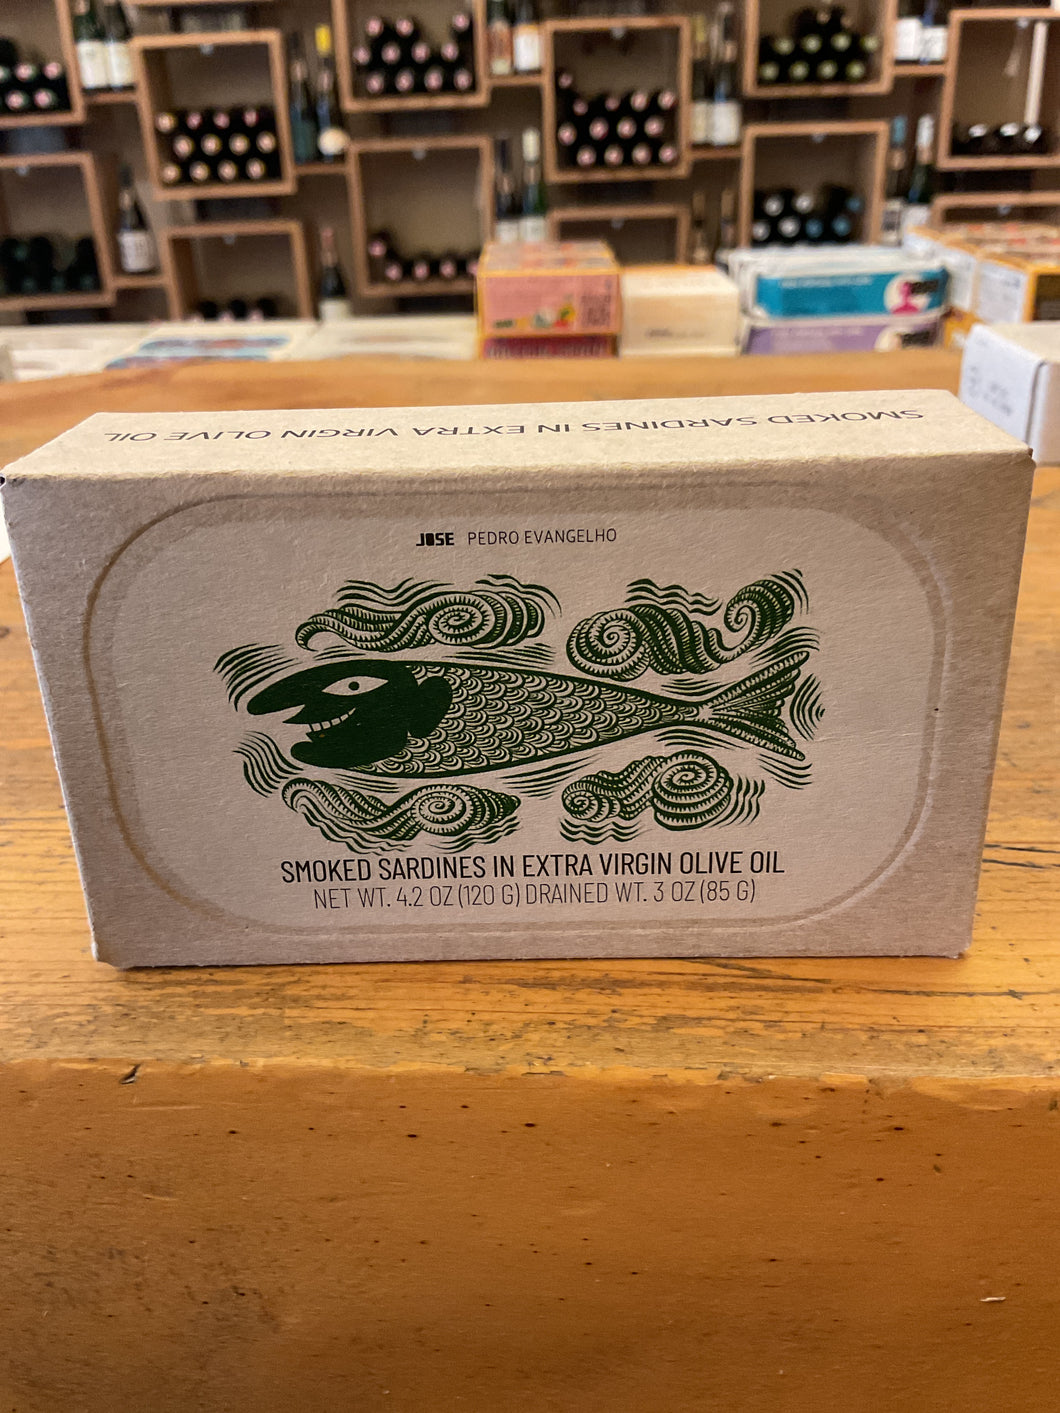 SMOKED SARDINES IN EXTRA VIRGIN OLIVE OIL
JOSE PEDRO EVANGELHO
SMOKED SARDINES IN EXTRA VIRGIN OLIVE OIL
NET WT. 4.2 OZ (120 G) DRAINED WT. 3 OZ (85 G)